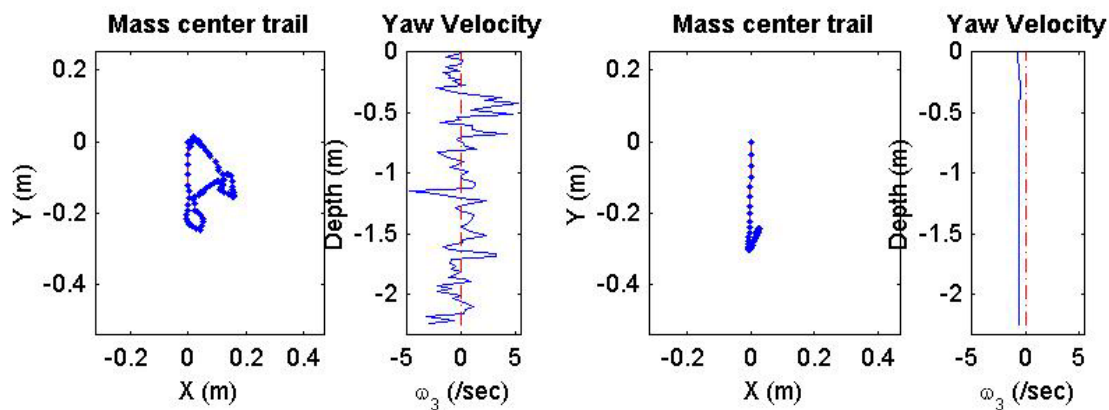 Mass center trail
Yaw Velocity
Mass center trail
Yaw Velocity
0.2
0
-0.2
-0.4
Y (m)
-0.2 0 0.2 0.4
X (m)
0
-0.5
-1
-1.5
-2
Depth (m)
-5 0 5
ω_3 (/sec)
0.2
0
-0.2
-0.4
Y (m)
-0.2 0 0.2 0.4
X (m)
0
-0.5
-1
-1.5
-2
Depth (m)
-5 0 5
ω_3 (/sec)